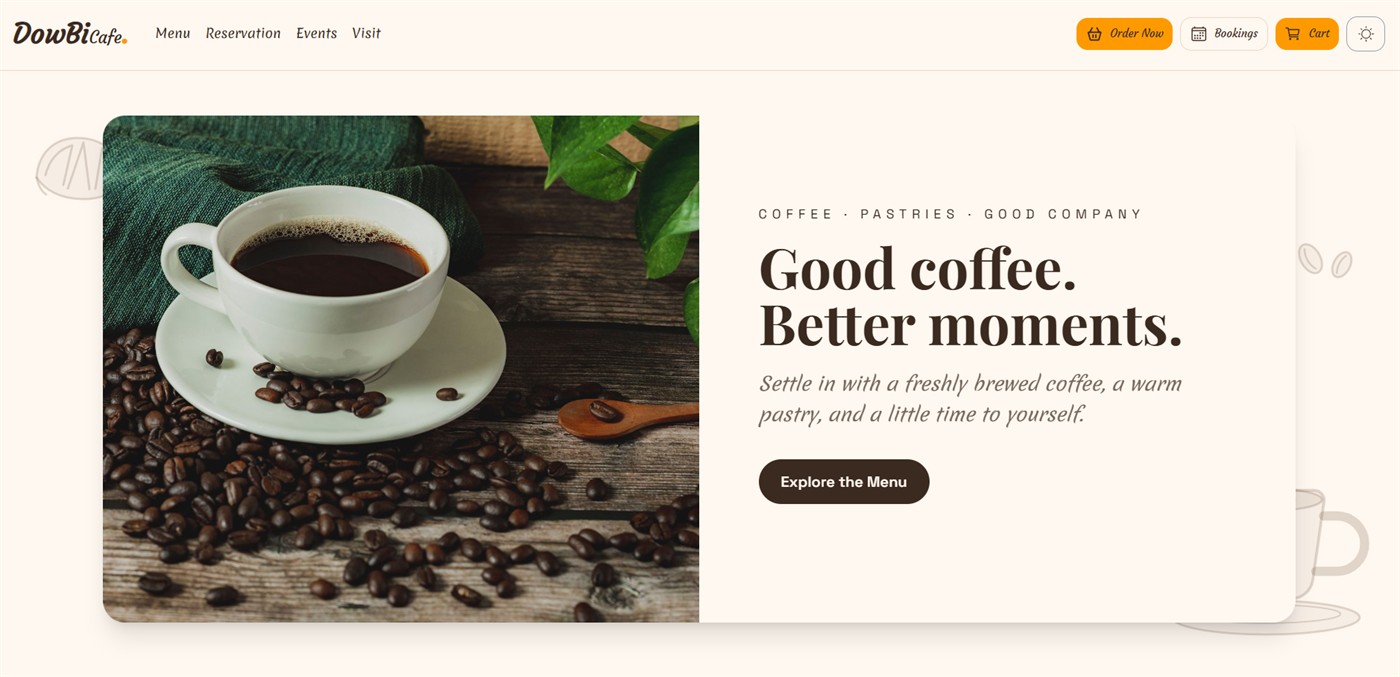 DowBiCafe.
Menu Reservation Events Visit
Order Now Bookings Cart
COFFEE · PASTRIES · GOOD COMPANY
Good coffee.
Better moments.
Settle in with a freshly brewed coffee, a warm
pastry, and a little time to yourself.
Explore the Menu